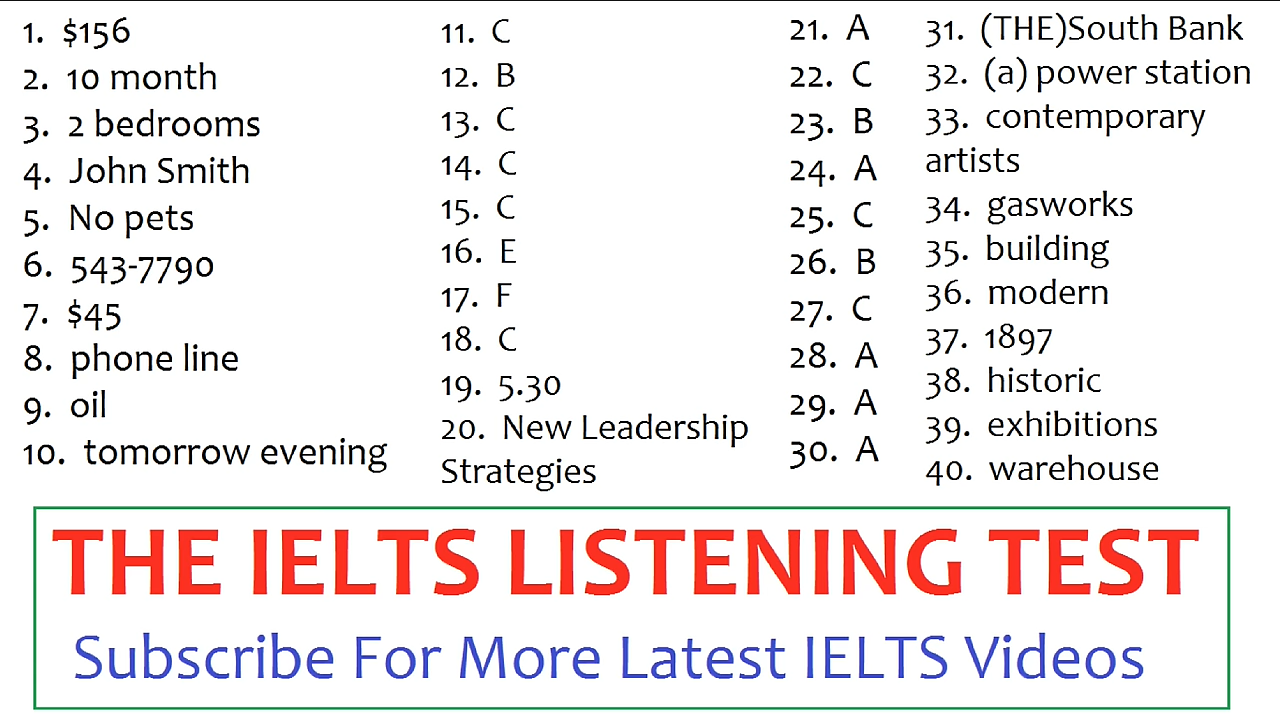 1. $156
2. 10 month
3. 2 bedrooms
4. John Smith
5. No pets
6. 543-7790
7. $45
8. phone line
9. oil
10. tomorrow evening
11. C
12. B
13. C
14. C
15. C
16. E
17. F
18. C
19. 5.30
20. New Leadership
Strategies
21. A
22. C
23. B
24. A
25. C
26. B
27. C
28. A
29. A
30. A
31. (THE)South Bank
32. (a) power station
33. contemporary
artists
34. gasworks
35. building
36. modern
37. 1897
38. historic
39. exhibitions
40. warehouse
THE IELTS LISTENING TEST
Subscribe For More Latest IELTS Videos